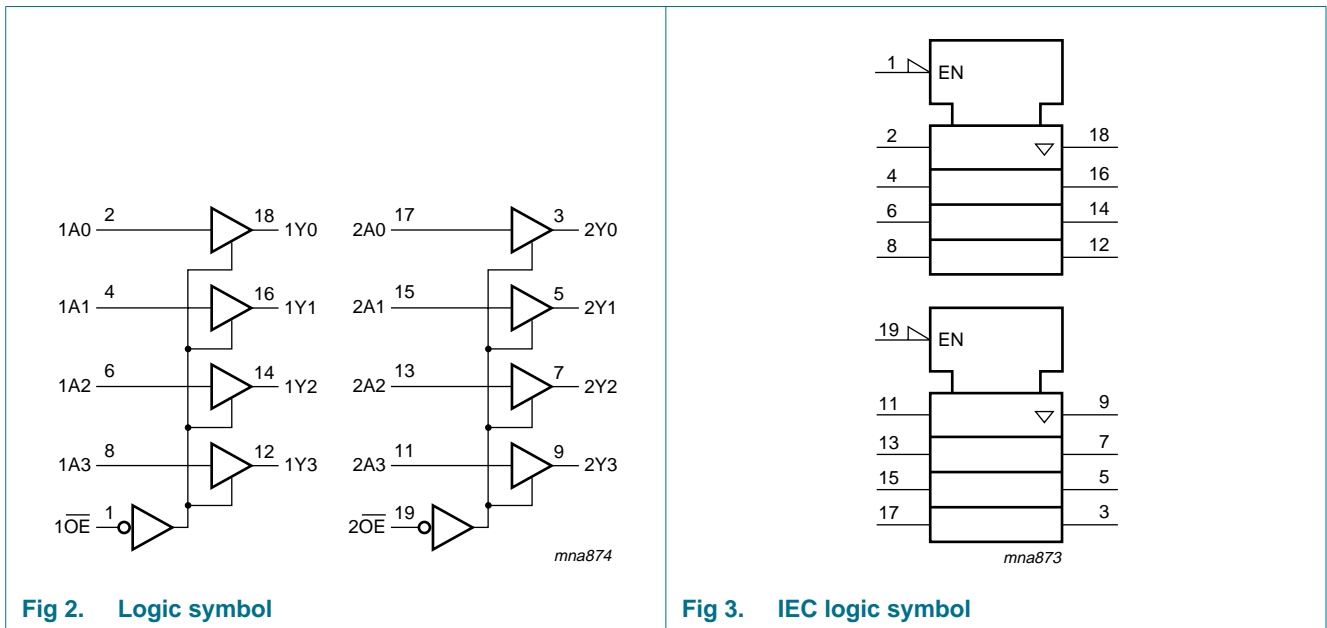 1A0 2 18 1Y0
1A1 4 16 1Y1
1A2 6 14 1Y2
1A3 8 12 1Y3
1OE 1
2A0 17 3 2Y0
2A1 15 5 2Y1
2A2 13 7 2Y2
2A3 11 9 2Y3
2OE 19
mna874
Fig 2. Logic symbol
1 EN
2 18
4 16
6 14
8 12
19 EN
11 9
13 7
15 5
17 3
mna873
Fig 3. IEC logic symbol